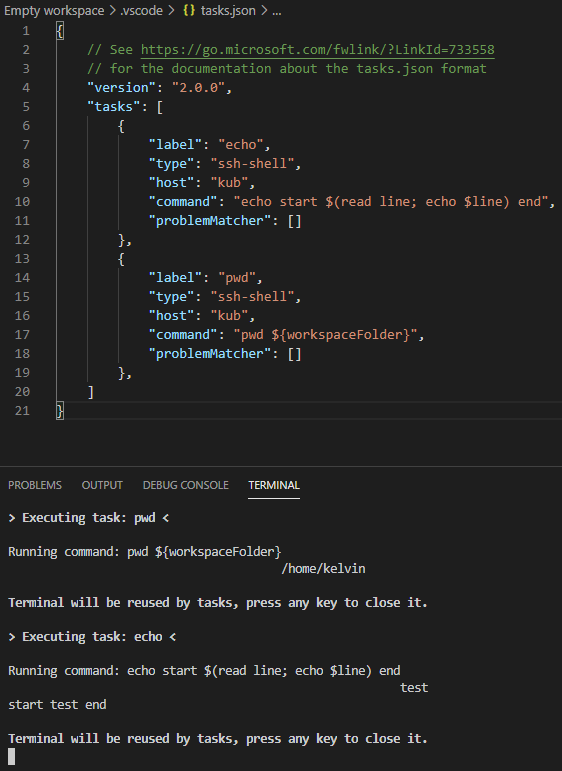 Empty workspace > .vscode > {} tasks.json > ...
1 {
2 // See https://go.microsoft.com/fwlink/?LinkId=733558
3 // for the documentation about the tasks.json format
4 "version": "2.0.0",
5 "tasks": [
6 {
7 "label": "echo",
8 "type": "ssh-shell",
9 "host": "kub",
10 "command": "echo start $(read line; echo $line) end",
11 "problemMatcher": []
12 },
13 {
14 "label": "pwd",
15 "type": "ssh-shell",
16 "host": "kub",
17 "command": "pwd ${workspaceFolder}",
18 "problemMatcher": []
19 },
20 ]
21 }
PROBLEMS OUTPUT DEBUG CONSOLE TERMINAL
> Executing task: pwd <
Running command: pwd ${workspaceFolder}
/home/kelvin
Terminal will be reused by tasks, press any key to close it.
> Executing task: echo <
Running command: echo start $(read line; echo $line) end
test
start test end
Terminal will be reused by tasks, press any key to close it.